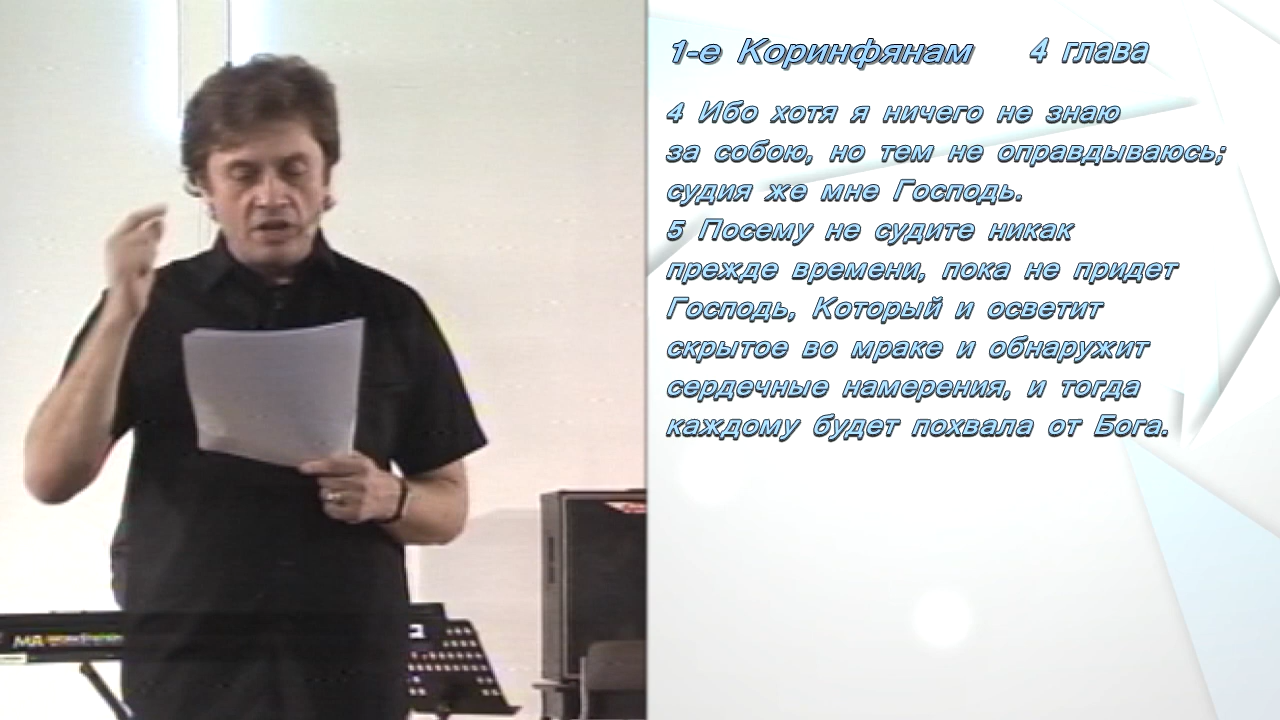 1-е Коринфянам 4 глава
4 Ибо хотя я ничего не знаю
за собою, но тем не оправдываюсь;
судия же мне Господь.
5 Посему не судите никак
прежде времени, пока не придет
Господь, Который и осветит
скрытое во мраке и обнаружит
сердечные намерения, и тогда
каждому будет похвала от Бога.